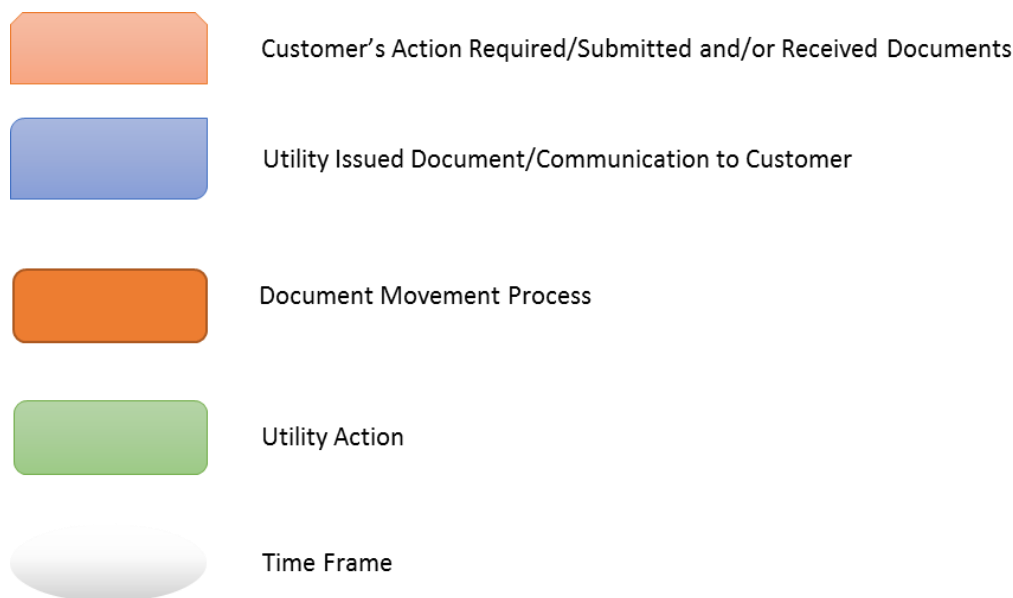 Customer’s Action Required/Submitted and/or Received Documents
Utility Issued Document/Communication to Customer
Document Movement Process
Utility Action
Time Frame